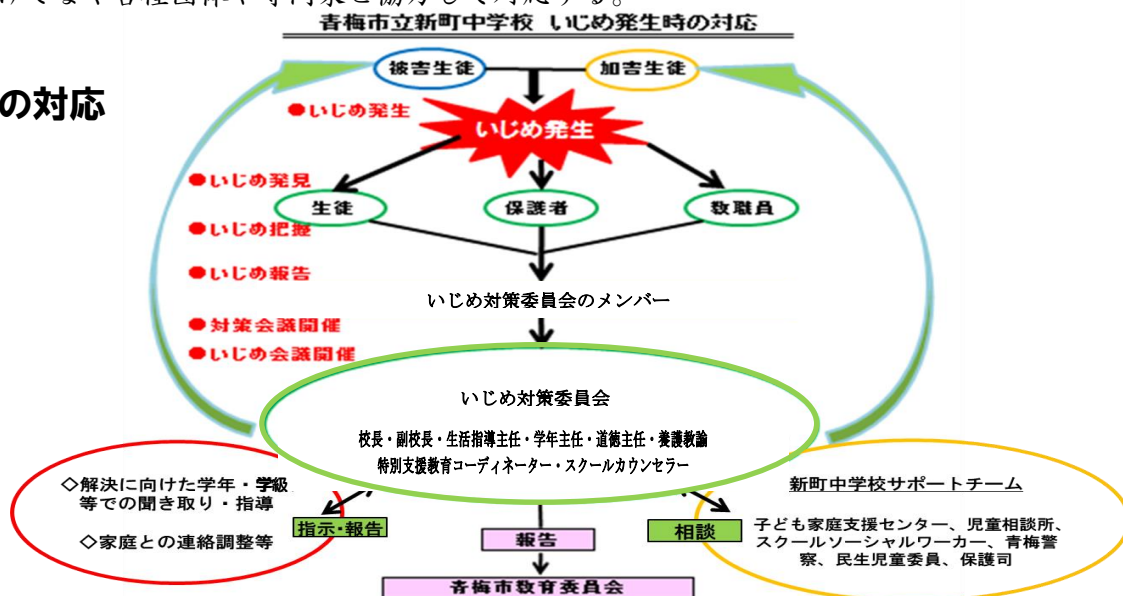 青梅市立新町中学校 いじめ発生時の対応
の対応
被害生徒
加害生徒
●いじめ発生
いじめ発生
●いじめ発見
生徒
保護者
教職員
●いじめ把握
●いじめ報告
いじめ対策委員会のメンバー
●対策会議開催
●いじめ会議開催
いじめ対策委員会
校長・副校長・生活指導主任・学年主任・道徳主任・養護教諭
特別支援教育コーディネーター・スクールカウンセラー
◇解決に向けた学年・学級
等での聞き取り・指導
◇家庭との連絡調整等
指示・報告
報告
相談
新町中学校サポートチーム
子ども家庭支援センター、児童相談所、
スクールソーシャルワーカー、青梅警
察、民生児童委員、保護司
青梅市教育委員会